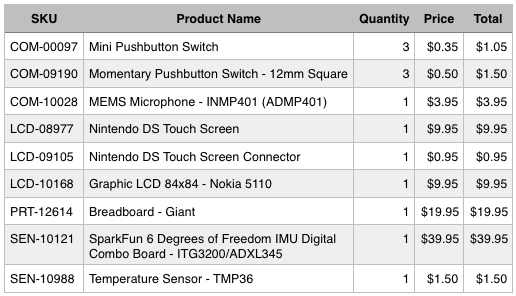 SKU Product Name Quantity Price Total
COM-00097 Mini Pushbutton Switch 3 $0.35 $1.05
COM-09190 Momentary Pushbutton Switch - 12mm Square 3 $0.50 $1.50
COM-10028 MEMS Microphone - INMP401 (ADMP401) 1 $3.95 $3.95
LCD-08977 Nintendo DS Touch Screen 1 $9.95 $9.95
LCD-09105 Nintendo DS Touch Screen Connector 1 $0.95 $0.95
LCD-10168 Graphic LCD 84x84 - Nokia 5110 1 $9.95 $9.95
PRT-12614 Breadboard - Giant 1 $19.95 $19.95
SEN-10121 SparkFun 6 Degrees of Freedom IMU Digital 1 $39.95 $39.95
Combo Board - ITG3200/ADXL345
SEN-10988 Temperature Sensor - TMP36 1 $1.50 $1.50